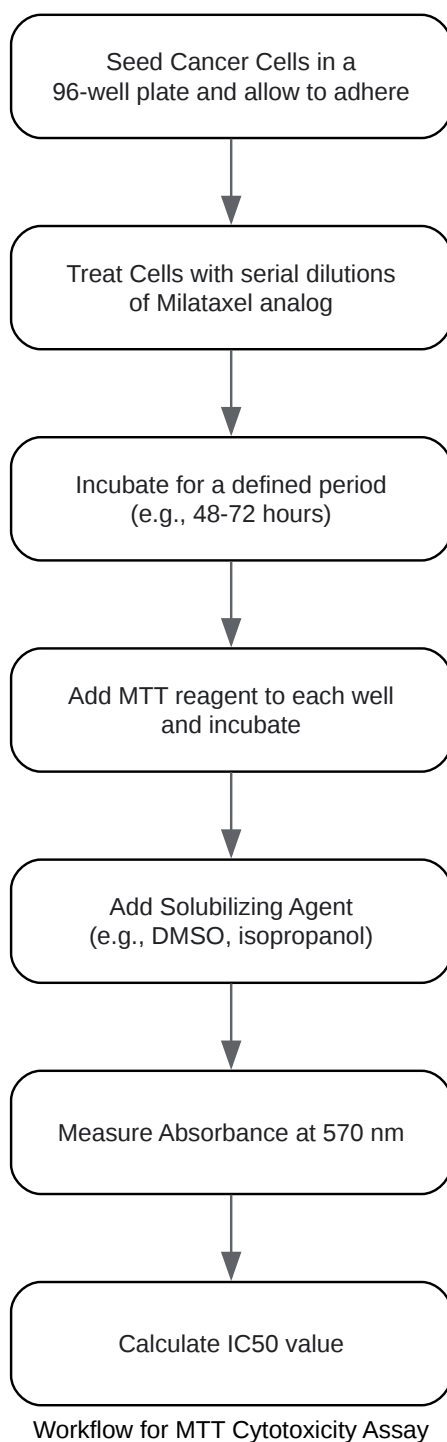 Seed Cancer Cells in a
96-well plate and allow to adhere
Treat Cells with serial dilutions
of Milataxel analog
Incubate for a defined period
(e.g., 48-72 hours)
Add MTT reagent to each well
and incubate
Add Solubilizing Agent
(e.g., DMSO, isopropanol)
Measure Absorbance at 570 nm
Calculate IC50 value
Workflow for MTT Cytotoxicity Assay